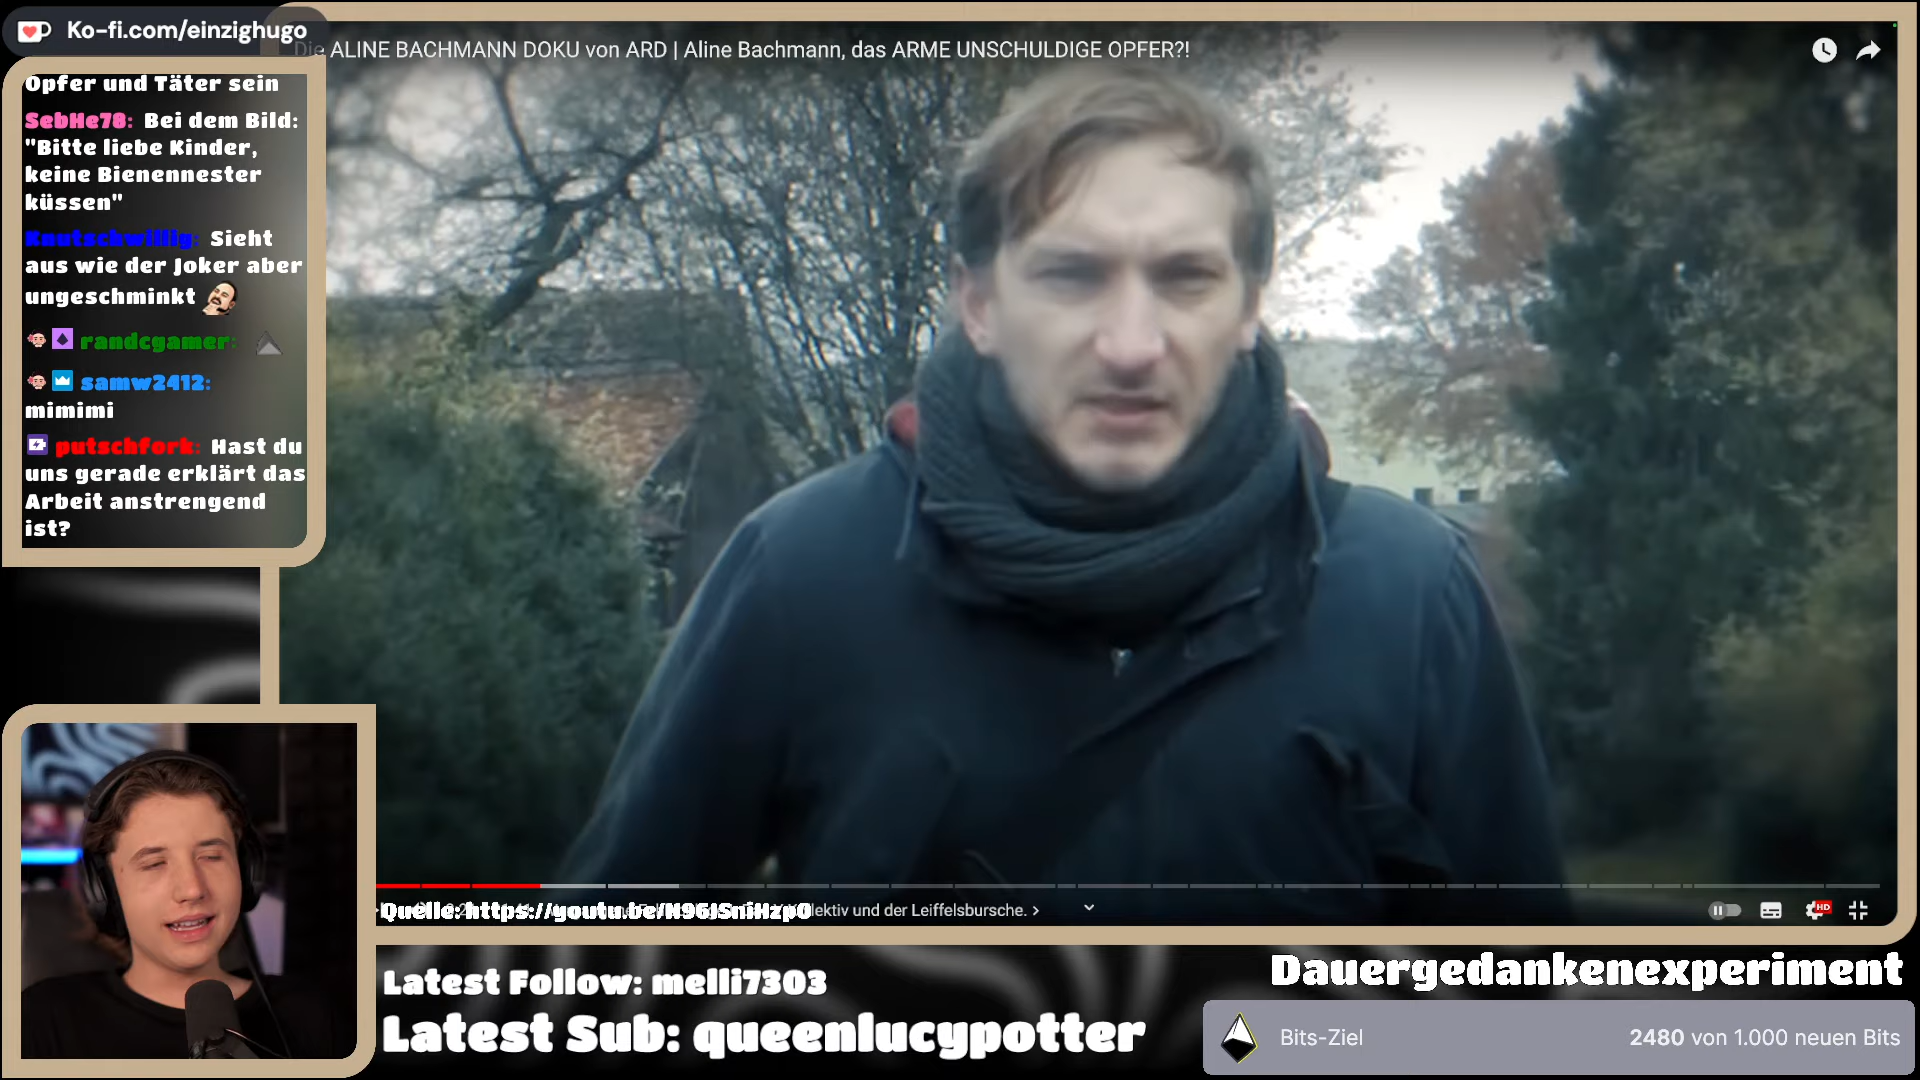 Ko-fi.com/einzighugo
Die ALINE BACHMANN DOKU von ARD | Aline Bachmann, das ARME UNSCHULDIGE OPFER?!
Opfer und Täter sein
SebHe78: Bei dem Bild:
"Bitte liebe Kinder,
keine Bienennester
küssen"
Knutschwillig: Sieht
aus wie der Joker aber
ungeschminkt
randcgamer:
samw2412:
mimimi
putschfork: Hast du
uns gerade erklärt das
Arbeit anstrengend
ist?
Quelle: https://youtu.be/
lektiv und der Leiffelsbursche.
HD
Latest Follow: melli7303
Latest Sub: queenlucypotter
Dauergedankenexperiment
Bits-Ziel
2480 von 1.000 neuen Bits